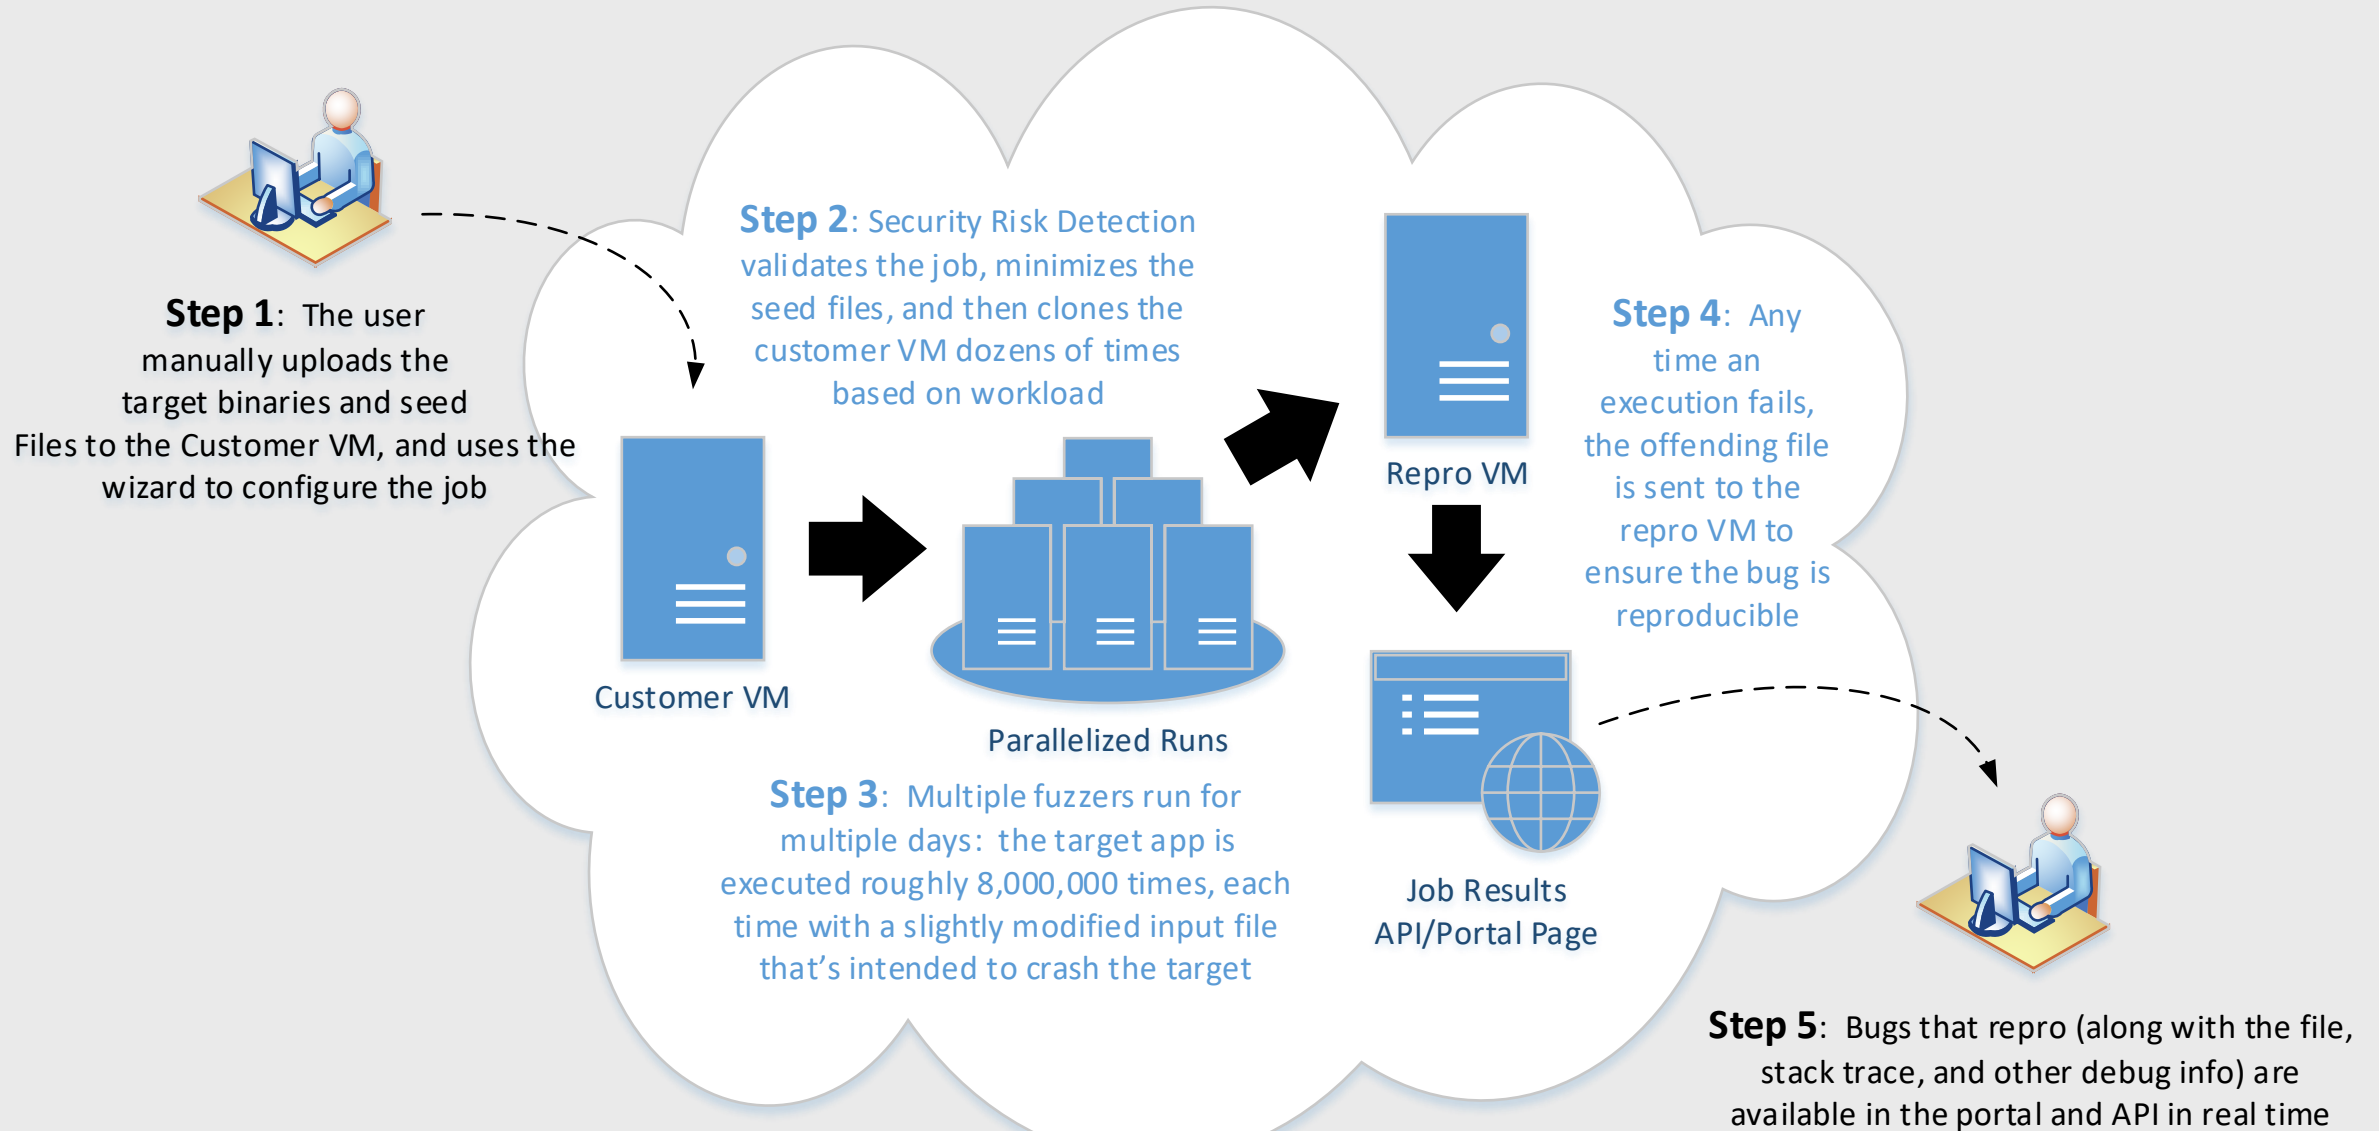 Step 1:  The user
manually uploads the
target binaries and seed
Files to the Customer VM, and uses the
wizard to configure the job
Step 2: Security Risk Detection
validates the job, minimizes the
seed files, and then clones the
customer VM dozens of times
based on workload
Customer VM
Parallelized Runs
Step 3:  Multiple fuzzers run for
multiple days:  the target app is
executed roughly 8,000,000 times, each
time with a slightly modified input file
that’s intended to crash the target
Repro VM
Step 4:  Any
time an
execution fails,
the offending file
is sent to the
repro VM to
ensure the bug is
reproducible
Job Results
API/Portal Page
Step 5:  Bugs that repro (along with the file,
stack trace, and other debug info) are
available in the portal and API in real time